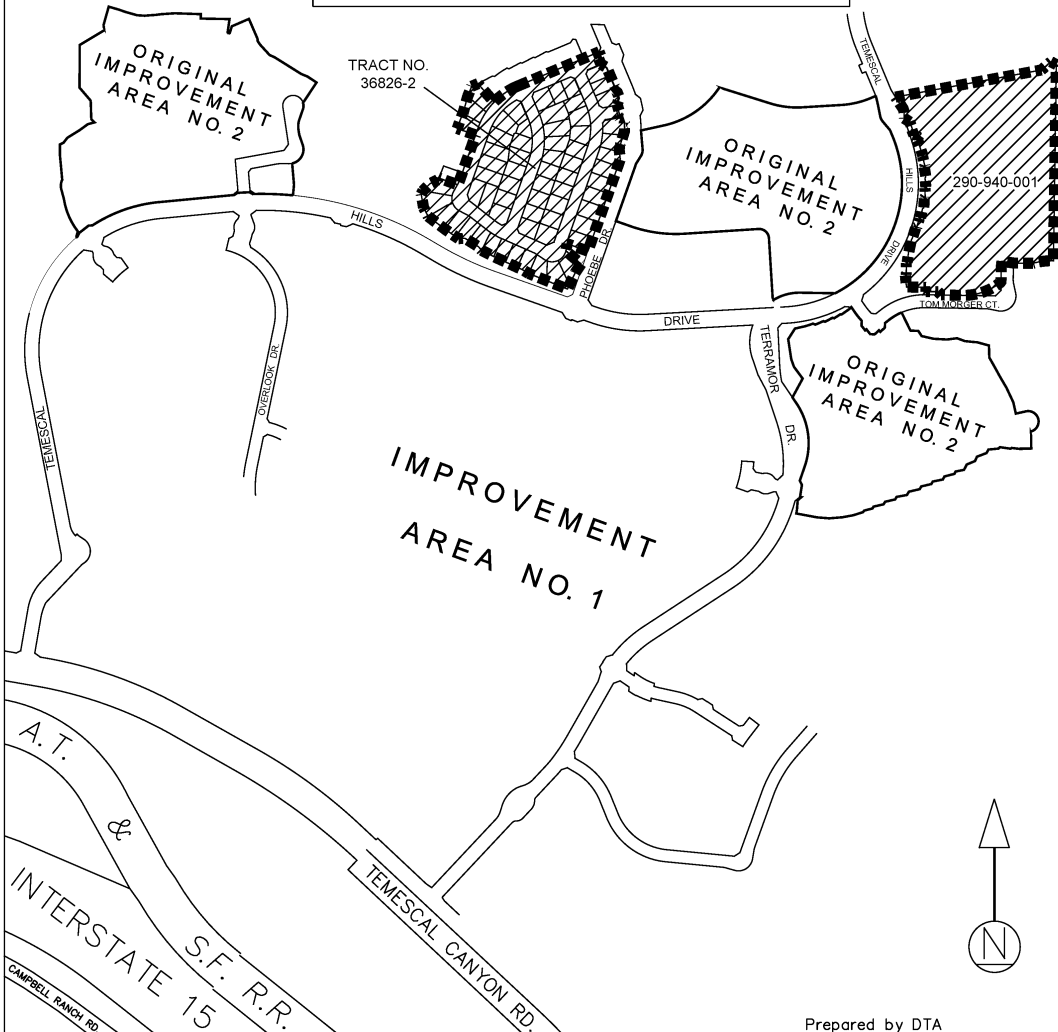 ORIGINAL
IMPROVEMENT
AREA NO. 2
TRACT NO.
36826-2
TEMESCAL
ORIGINAL
IMPROVEMENT
AREA NO. 2
290-940-001
HILLS
DRIVE
HILLS
PHOEBE DR.
DRIVE
TOM MORGER CT.
TERRAMOR
DR.
ORIGINAL
IMPROVEMENT
AREA NO. 2
OVERLOOK DR.
TEMESCAL
IMPROVEMENT
AREA NO. 1
A.T.
&
S.F. R.R.
INTERSTATE 15
CAMPBELL RANCH RD
TEMESCAL CANYON RD.
N
Prepared by DTA